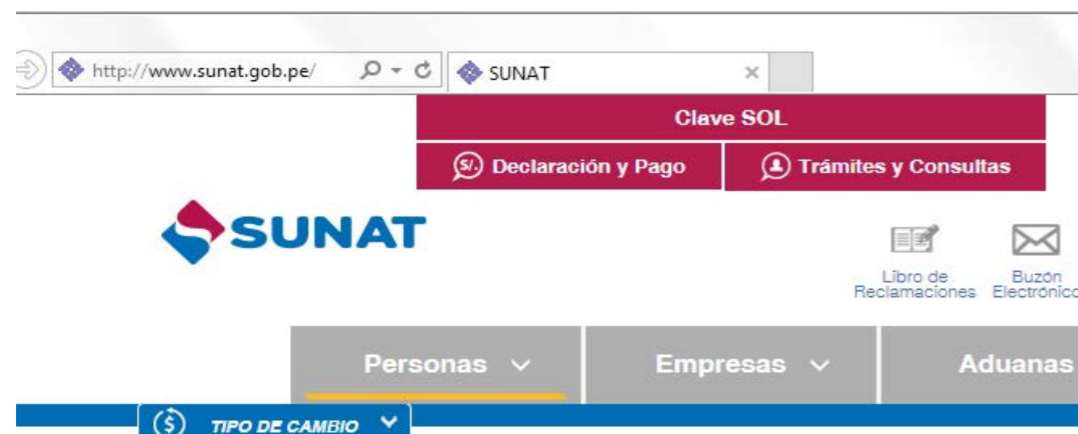 http://www.sunat.gob.pe/
SUNAT
Clave SOL
S/. Declaración y Pago
Trámites y Consultas
SUNAT
Libro de
Reclamaciones
Buzón
Electrónico
Personas
Empresas
Aduanas
$ TIPO DE CAMBIO